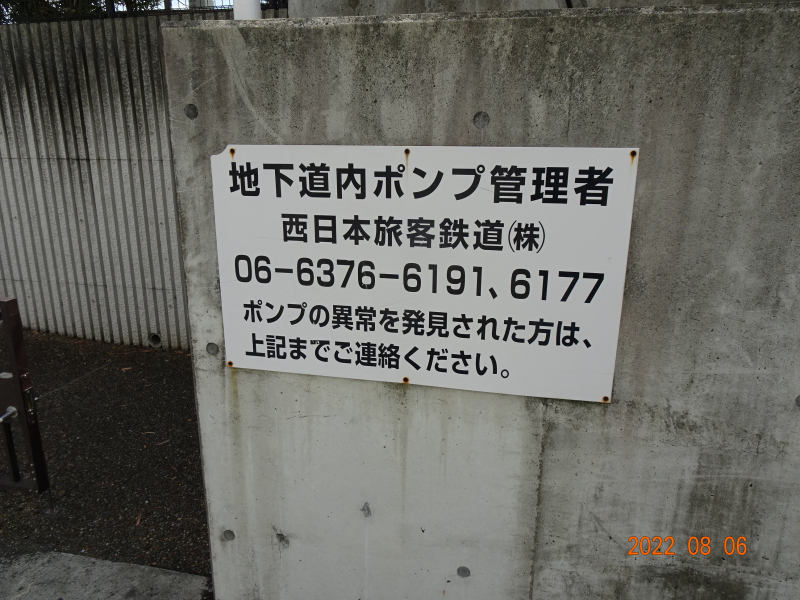 地下道内ポンプ管理者
西日本旅客鉄道(株)
06-6376-6191、6177
ポンプの異常を発見された方は、
上記までご連絡ください。
2022 08 06